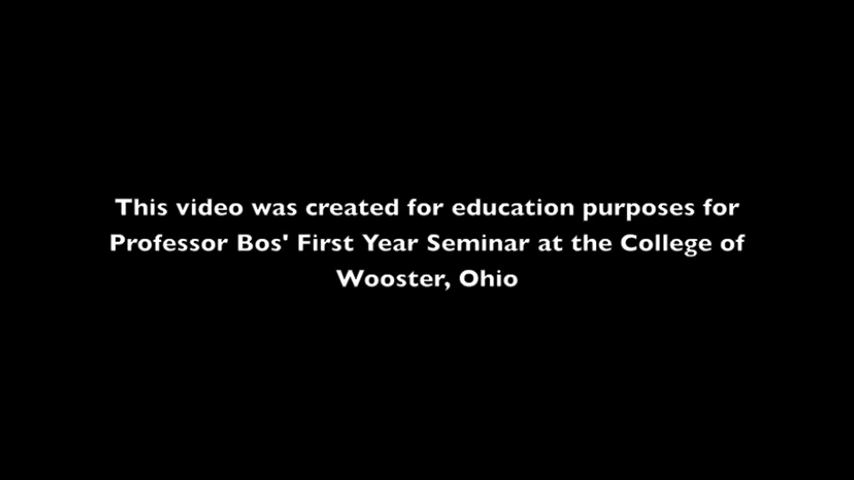 This video was created for education purposes for
Professor Bos' First Year Seminar at the College of
Wooster, Ohio